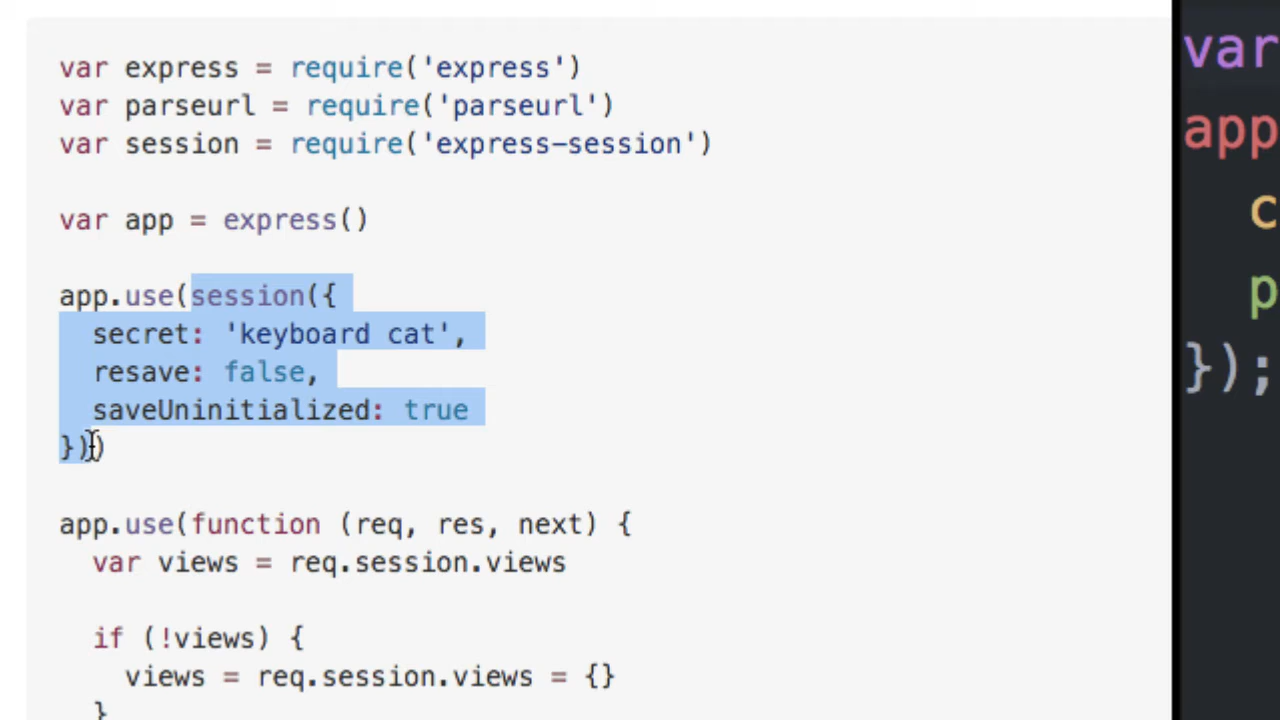 var express = require('express')
var parseurl = require('parseurl')
var session = require('express-session')
var app = express()
app.use(session({
secret: 'keyboard cat',
resave: false,
saveUninitialized: true
}))
app.use(function (req, res, next) {
var views = req.session.views
if (!views) {
views = req.session.views = {}
}
var
app
c
p
});